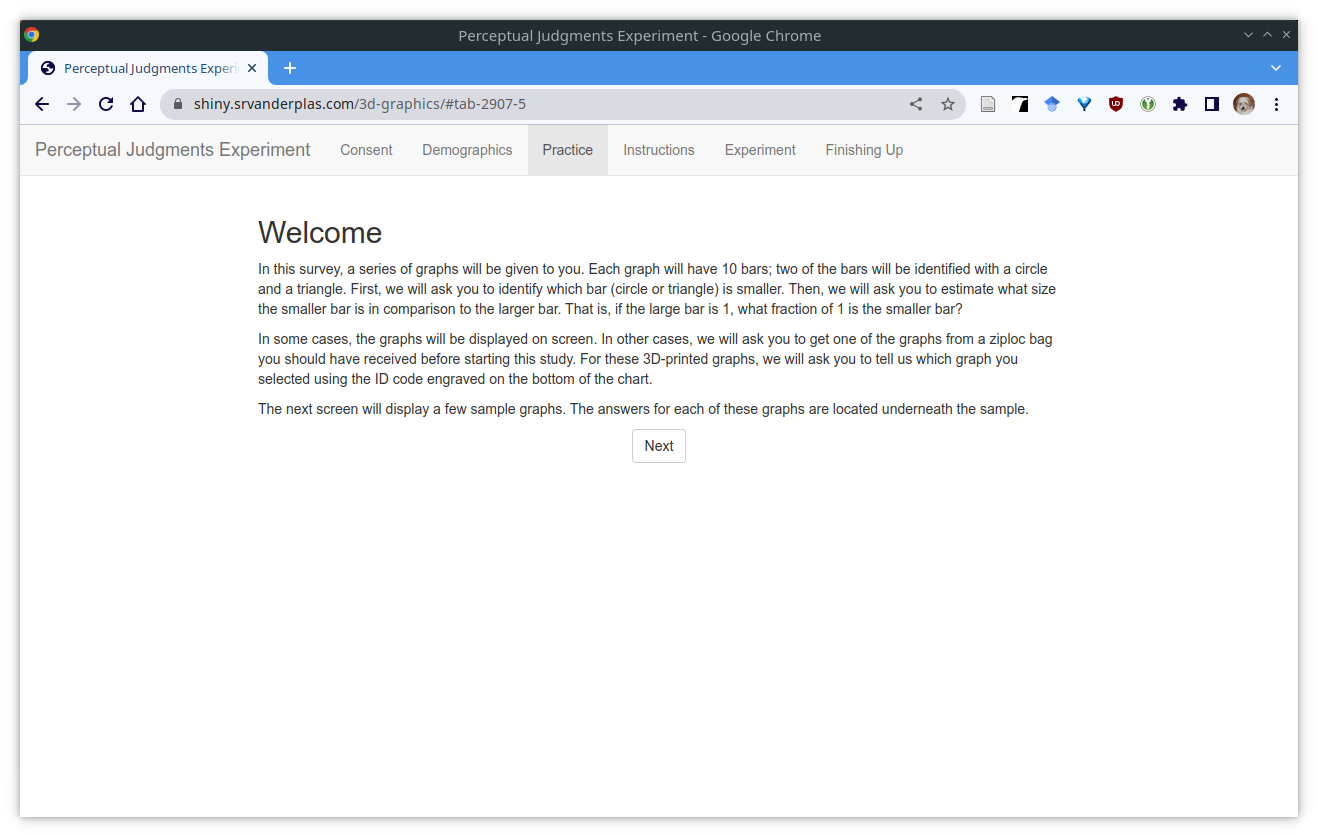 Perceptual Judgments Experiment - Google Chrome
Perceptual Judgments Experi
shiny.srvanderplas.com/3d-graphics/#tab-2907-5
Perceptual Judgments Experiment Consent Demographics Practice Instructions Experiment Finishing Up
Welcome
In this survey, a series of graphs will be given to you. Each graph will have 10 bars; two of the bars will be identified with a circle
and a triangle. First, we will ask you to identify which bar (circle or triangle) is smaller. Then, we will ask you to estimate what size
the smaller bar is in comparison to the larger bar. That is, if the large bar is 1, what fraction of 1 is the smaller bar?
In some cases, the graphs will be displayed on screen. In other cases, we will ask you to get one of the graphs from a ziploc bag
you should have received before starting this study. For these 3D-printed graphs, we will ask you to tell us which graph you
selected using the ID code engraved on the bottom of the chart.
The next screen will display a few sample graphs. The answers for each of these graphs are located underneath the sample.
Next